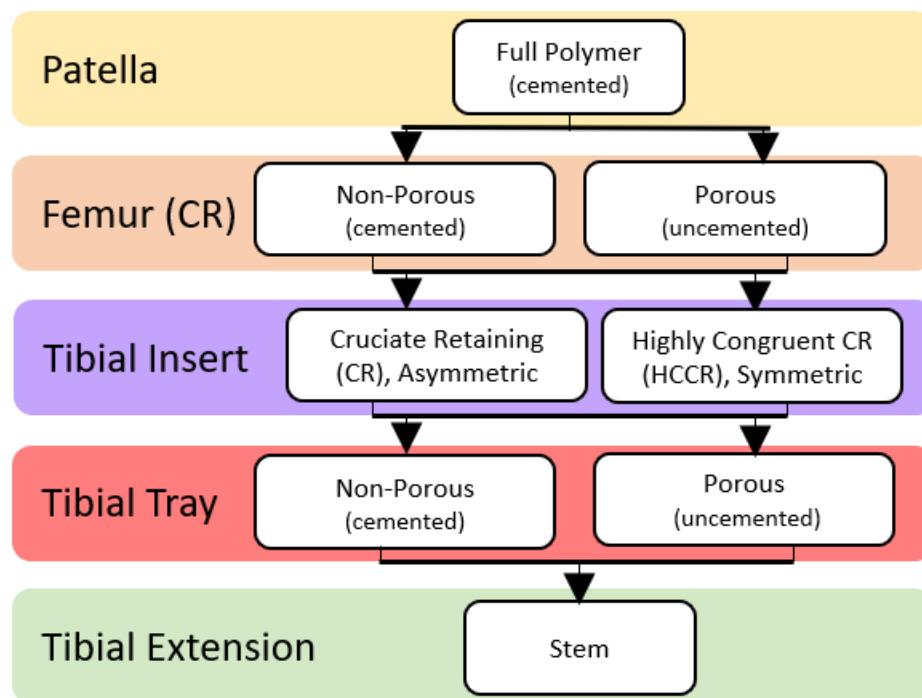 Patella
Full Polymer
(cemented)
Femur (CR)
Non-Porous
(cemented)
Porous
(uncemented)
Tibial Insert
Cruciate Retaining
(CR), Asymmetric
Highly Congruent CR
(HCCR), Symmetric
Tibial Tray
Non-Porous
(cemented)
Porous
(uncemented)
Tibial Extension
Stem